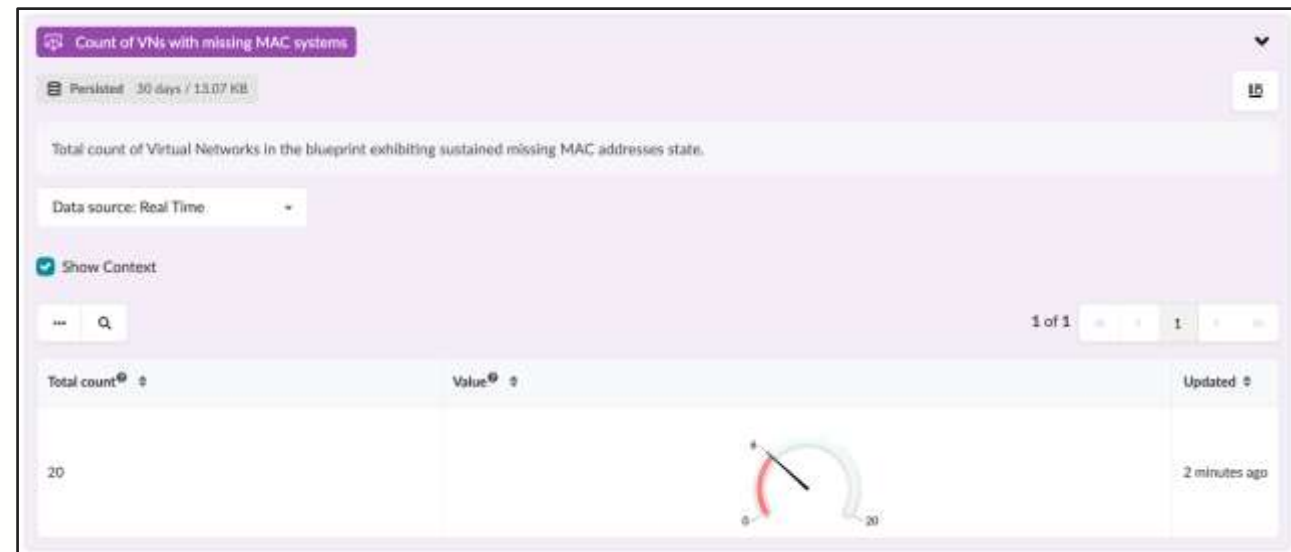 Count of VNs with missing MAC systems
Persisted 30 days / 13.07 KB
Total count of Virtual Networks in the blueprint exhibiting sustained missing MAC addresses state.
Data source: Real Time
Show Context
1 of 1 1
Total count Value Updated
20 0 6 20 2 minutes ago